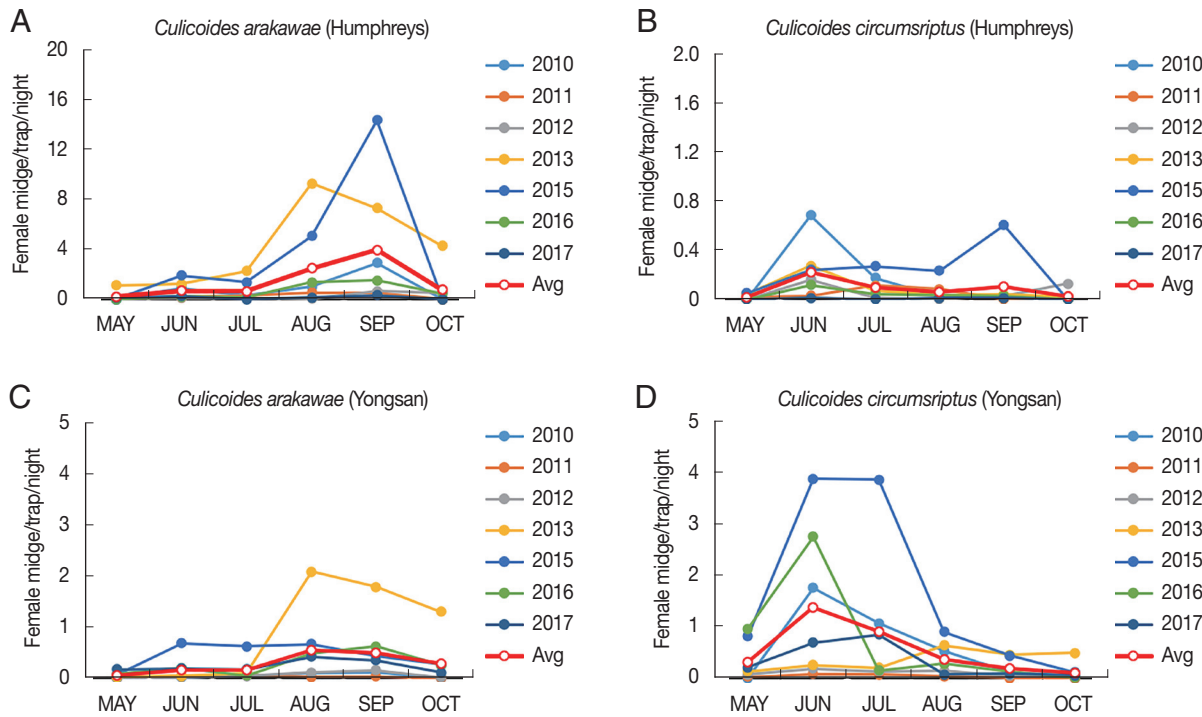 A
Culicoides arakawae (Humphreys)
Female midge/trap/night
20
16
12
8
4
0
MAY JUN JUL AUG SEP OCT
2010
2011
2012
2013
2015
2016
2017
Avg
B
Culicoides circumsriptus (Humphreys)
Female midge/trap/night
2.0
1.6
1.2
0.8
0.4
0
MAY JUN JUL AUG SEP OCT
2010
2011
2012
2013
2015
2016
2017
Avg
C
Culicoides arakawae (Yongsan)
Female midge/trap/night
5
4
3
2
1
0
MAY JUN JUL AUG SEP OCT
2010
2011
2012
2013
2015
2016
2017
Avg
D
Culicoides circumsriptus (Yongsan)
Female midge/trap/night
5
4
3
2
1
0
MAY JUN JUL AUG SEP OCT
2010
2011
2012
2013
2015
2016
2017
Avg